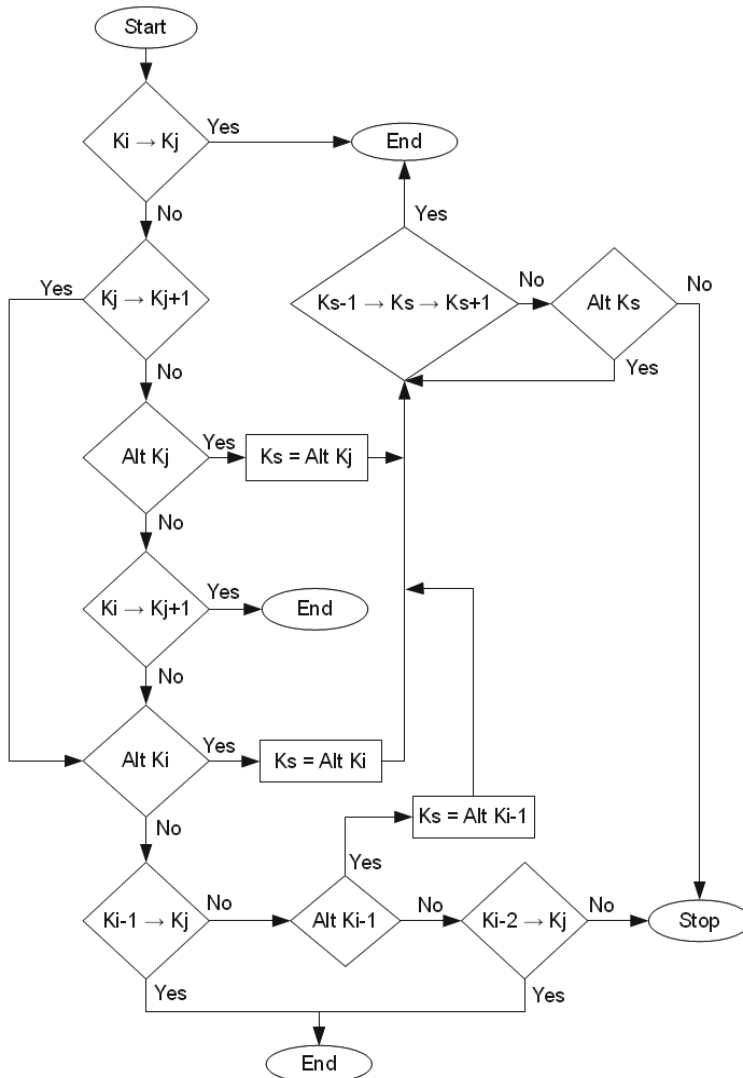 Start
Ki → Kj
Yes
End
No
Yes
Kj → Kj+1
Yes
Ks-1 → Ks → Ks+1
No
Alt Ks
No
No
Yes
Alt Kj
Yes
Ks = Alt Kj
No
Ki → Kj+1
Yes
End
No
Alt Ki
Yes
Ks = Alt Ki
No
Ks = Alt Ki-1
Yes
Ki-1 → Kj
No
Alt Ki-1
No
Ki-2 → Kj
No
Stop
Yes
Yes
End